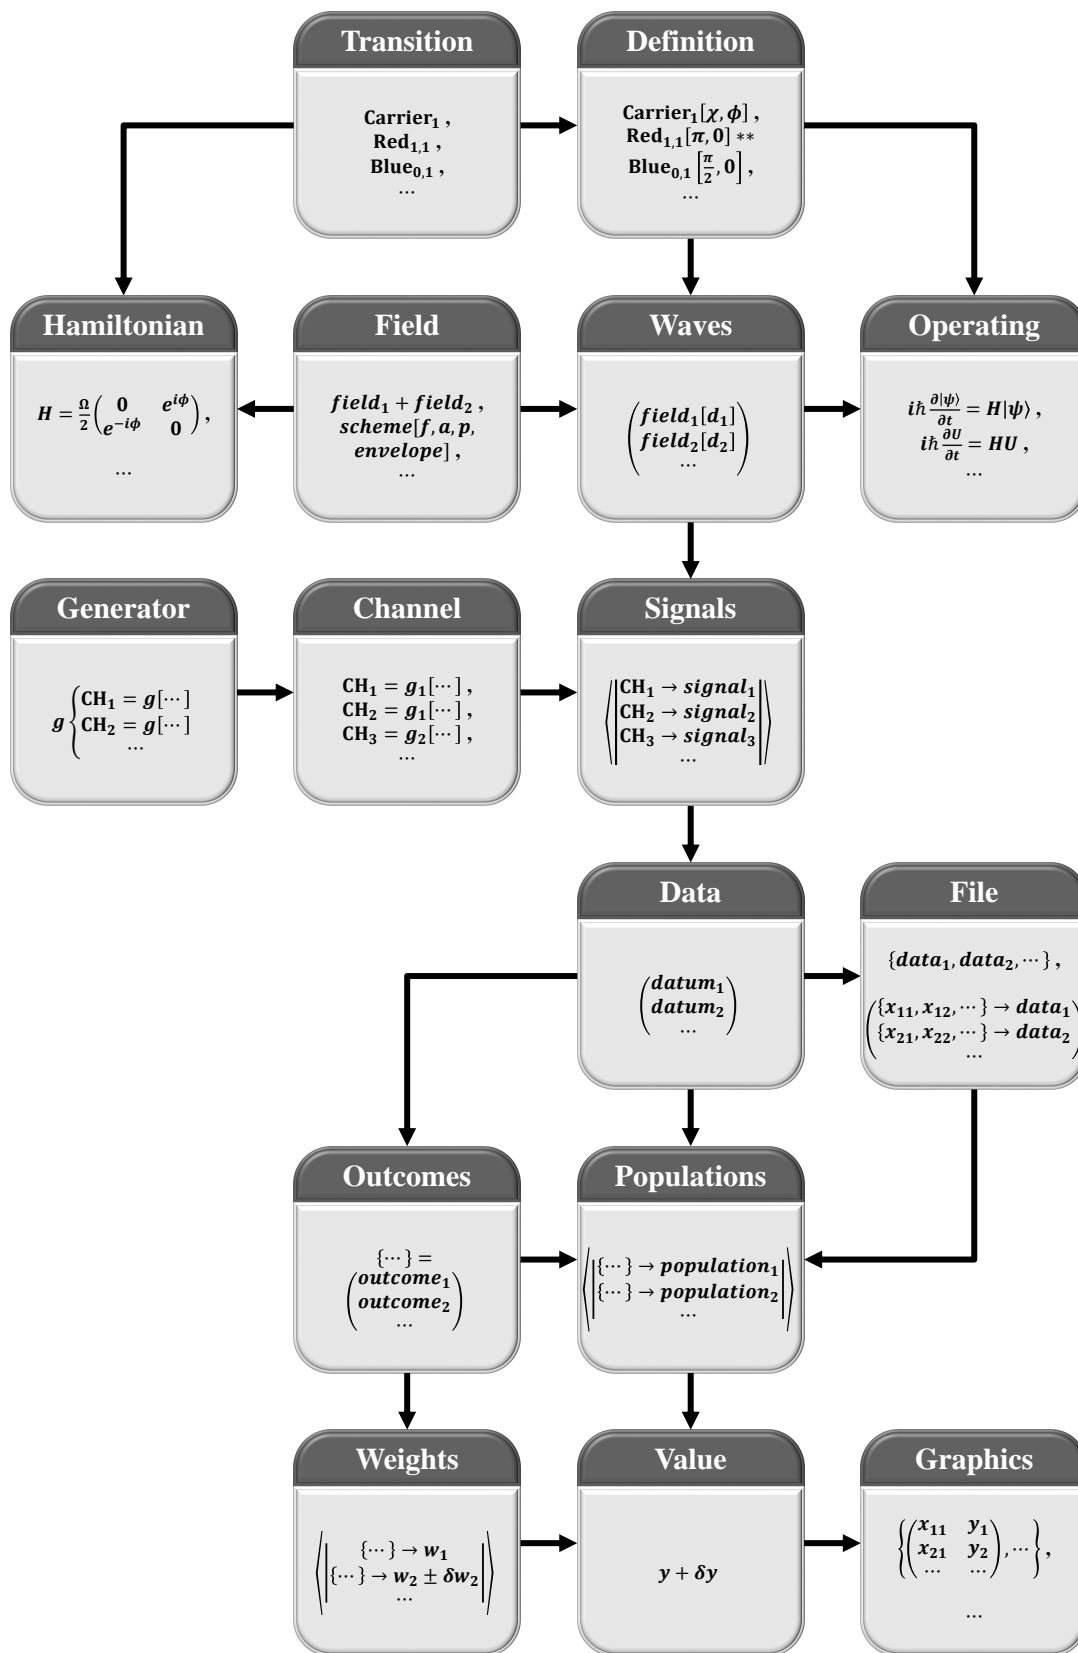 Transition
Carrier₁ ,
Red₁,₁ ,
Blue₀,₁ ,
...
Definition
Carrier₁[χ, ϕ] ,
Red₁,₁[π, 0] **
Blue₀,₁ [π/2, 0] ,
...
Hamiltonian
H = Ω/2 (0 e^{iϕ}
e^{-iϕ} 0) ,
...
Field
field₁ + field₂ ,
scheme[f, a, p,
envelope] ,
...
Waves
(field₁[d₁]
field₂[d₂]
...)
Operating
iħ ∂|ψ⟩/∂t = H|ψ⟩ ,
iħ ∂U/∂t = HU ,
...
Generator
g { CH₁ = g[⋯]
CH₂ = g[⋯]
...
Channel
CH₁ = g₁[⋯] ,
CH₂ = g₁[⋯] ,
CH₃ = g₂[⋯] ,
...
Signals
⟨|CH₁ → signal₁
CH₂ → signal₂
CH₃ → signal₃
...|⟩
Data
(datum₁
datum₂
...)
File
{data₁, data₂, ⋯} ,
({x₁₁, x₁₂, ⋯} → data₁
{x₂₁, x₂₂, ⋯} → data₂
...)
Outcomes
{⋯} =
(outcome₁
outcome₂
...)
Populations
⟨|{⋯} → population₁
{⋯} → population₂
...|⟩
Weights
⟨|{⋯} → w₁
{⋯} → w₂ ± δw₂
...|⟩
Value
y + δy
Graphics
{(x₁₁ y₁
x₂₁ y₂
... ...), ⋯} ,
...